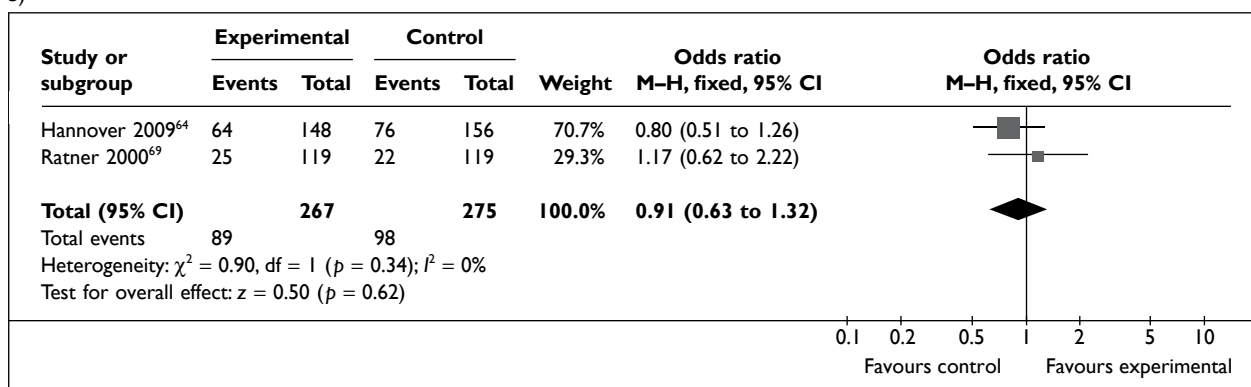 Experimental Control
Study or subgroup Events Total Events Total Weight Odds ratio M–H, fixed, 95% CI Odds ratio M–H, fixed, 95% CI
Hannover 2009⁶⁴ 64 148 76 156 70.7% 0.80 (0.51 to 1.26)
Ratner 2000⁶⁹ 25 119 22 119 29.3% 1.17 (0.62 to 2.22)
Total (95% CI) 267 275 100.0% 0.91 (0.63 to 1.32)
Total events 89 98
Heterogeneity: χ² = 0.90, df = 1 (p = 0.34); I² = 0%
Test for overall effect: z = 0.50 (p = 0.62)
0.1 0.2 0.5 1 2 5 10
Favours control Favours experimental